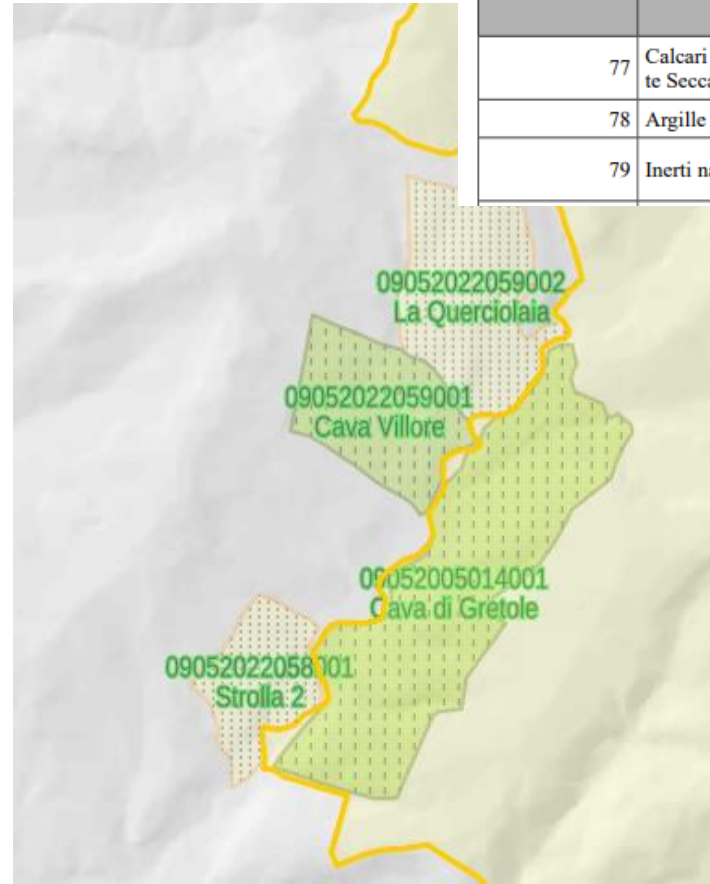 77 Calcari
te Secca
78 Argille
79 Inerti na
09052022059002
La Querciolaia
09052022059001
Cava Villore
09052005014001
Cava di Gretole
09052022058001
Strolla 2